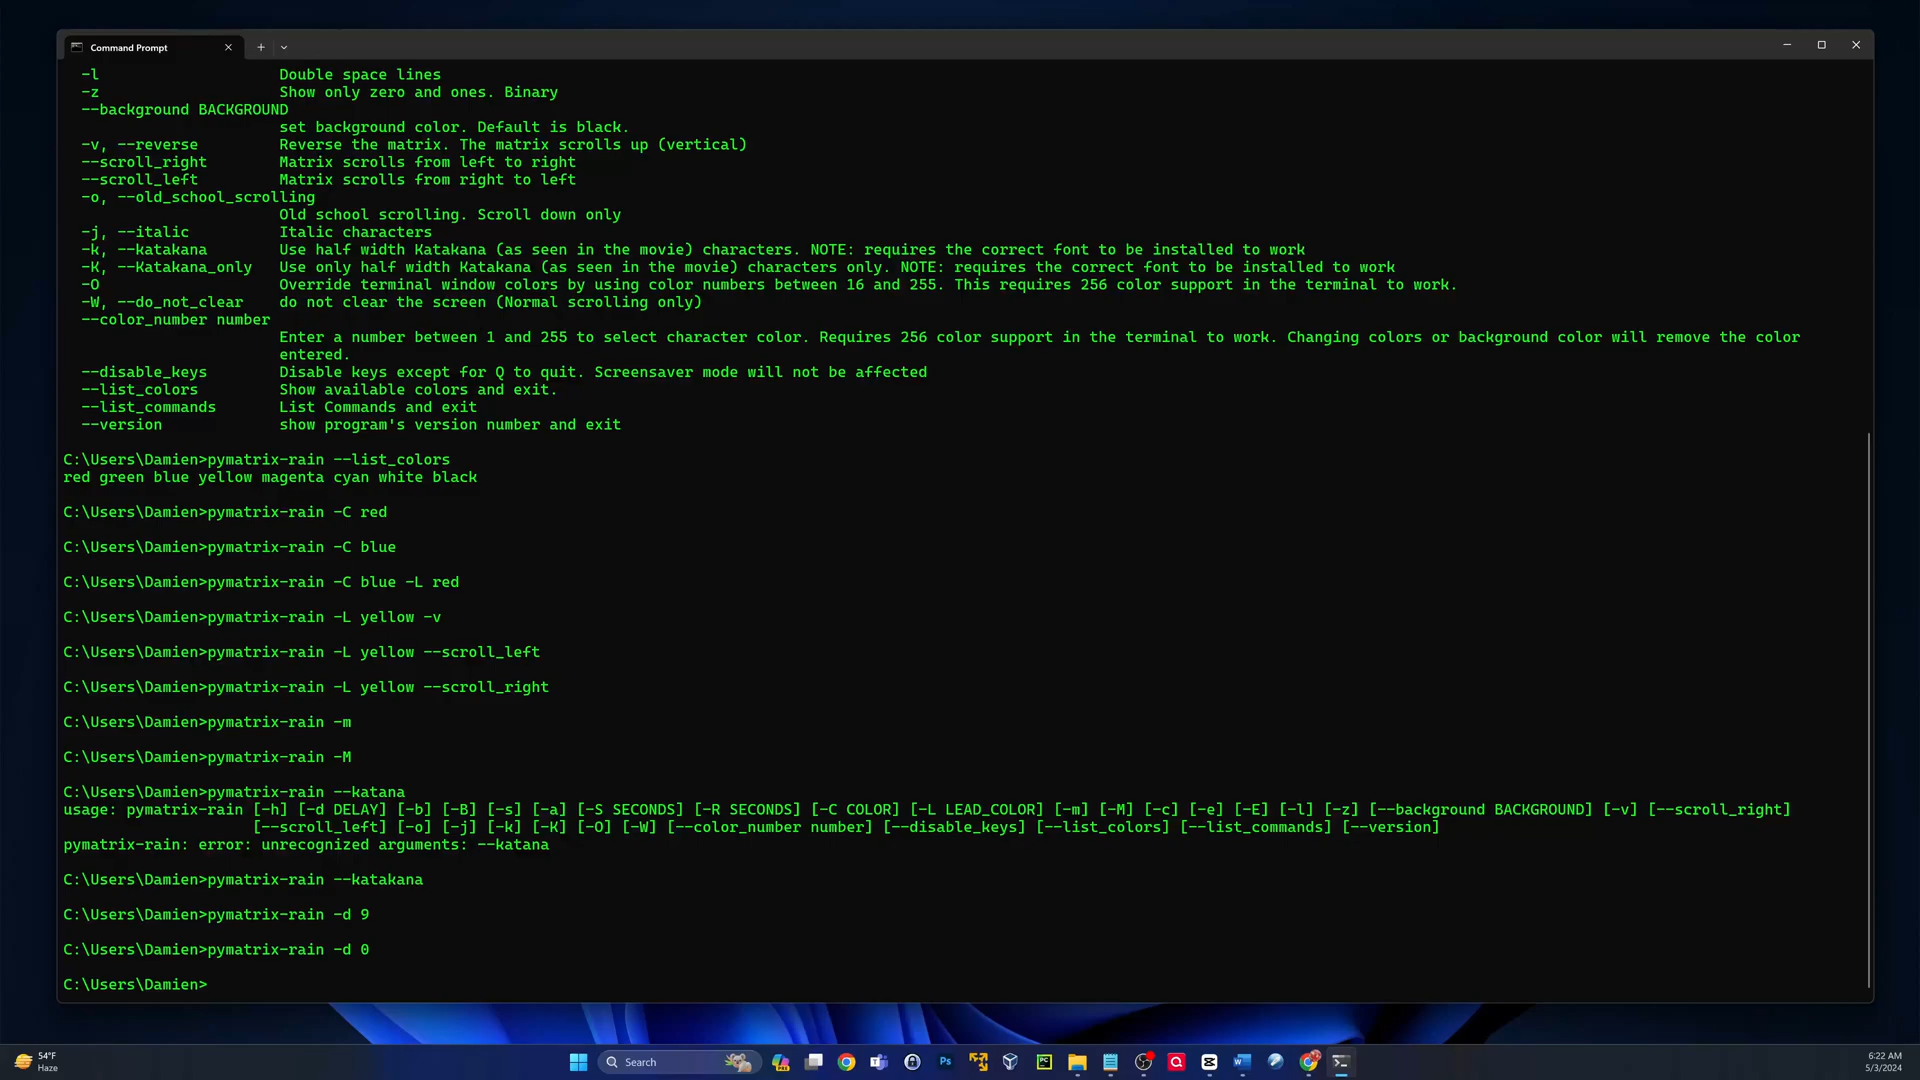 Command Prompt
-l Double space lines
-z Show only zero and ones. Binary
--background BACKGROUND
set background color. Default is black.
-v, --reverse Reverse the matrix. The matrix scrolls up (vertical)
--scroll_right Matrix scrolls from left to right
--scroll_left Matrix scrolls from right to left
-o, --old_school_scrolling
Old school scrolling. Scroll down only
-j, --italic Italic characters
-k, --katakana Use half width Katakana (as seen in the movie) characters. NOTE: requires the correct font to be installed to work
-K, --Katakana_only Use only half width Katakana (as seen in the movie) characters only. NOTE: requires the correct font to be installed to work
-O Override terminal window colors by using color numbers between 16 and 255. This requires 256 color support in the terminal to work.
-W, --do_not_clear do not clear the screen (Normal scrolling only)
--color_number number
Enter a number between 1 and 255 to select character color. Requires 256 color support in the terminal to work. Changing colors or background color will remove the color
entered.
--disable_keys Disable keys except for Q to quit. Screensaver mode will not be affected
--list_colors Show available colors and exit.
--list_commands List Commands and exit
--version show program's version number and exit
C:\Users\Damien>pymatrix-rain --list_colors
red green blue yellow magenta cyan white black
C:\Users\Damien>pymatrix-rain -C red
C:\Users\Damien>pymatrix-rain -C blue
C:\Users\Damien>pymatrix-rain -C blue -L red
C:\Users\Damien>pymatrix-rain -L yellow -v
C:\Users\Damien>pymatrix-rain -L yellow --scroll_left
C:\Users\Damien>pymatrix-rain -L yellow --scroll_right
C:\Users\Damien>pymatrix-rain -m
C:\Users\Damien>pymatrix-rain -M
C:\Users\Damien>pymatrix-rain --katana
usage: pymatrix-rain [-h] [-d DELAY] [-b] [-B] [-s] [-a] [-S SECONDS] [-R SECONDS] [-C COLOR] [-L LEAD_COLOR] [-m] [-M] [-c] [-e] [-E] [-l] [-z] [--background BACKGROUND] [-v] [--scroll_right]
[--scroll_left] [-o] [-j] [-k] [-K] [-O] [-W] [--color_number number] [--disable_keys] [--list_colors] [--list_commands] [--version]
pymatrix-rain: error: unrecognized arguments: --katana
C:\Users\Damien>pymatrix-rain --katakana
C:\Users\Damien>pymatrix-rain -d 9
C:\Users\Damien>pymatrix-rain -d 0
C:\Users\Damien>
54°F
Haze
Search
Ps
PC
W
6:22 AM
5/3/2024